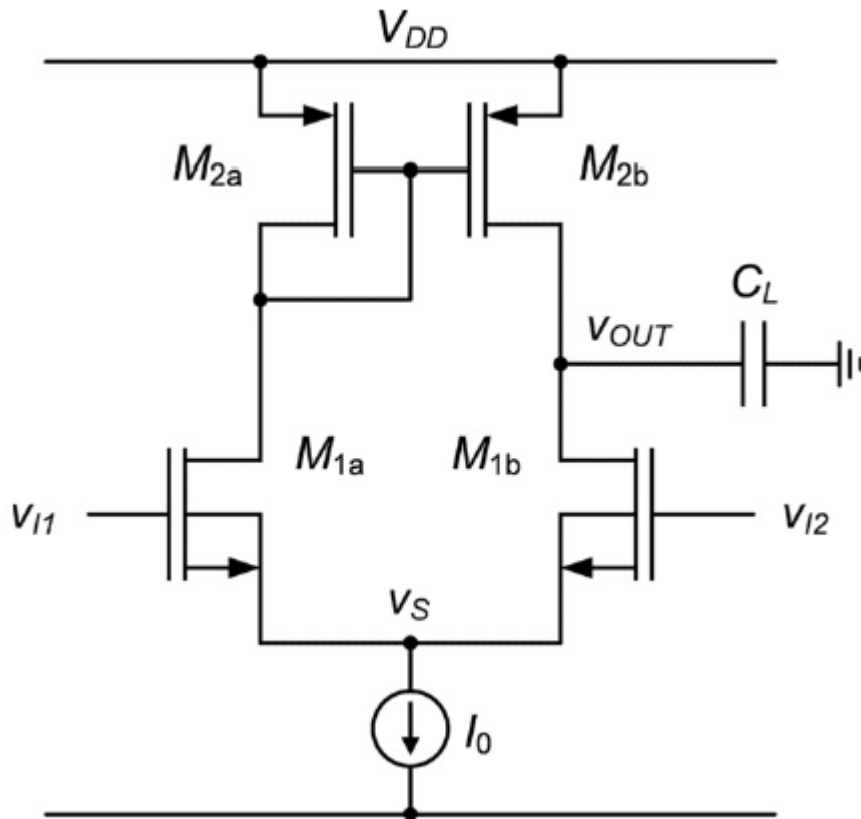 V_DD
M_2a
M_2b
C_L
v_OUT
M_1a
M_1b
v_I1
v_I2
v_S
I_0